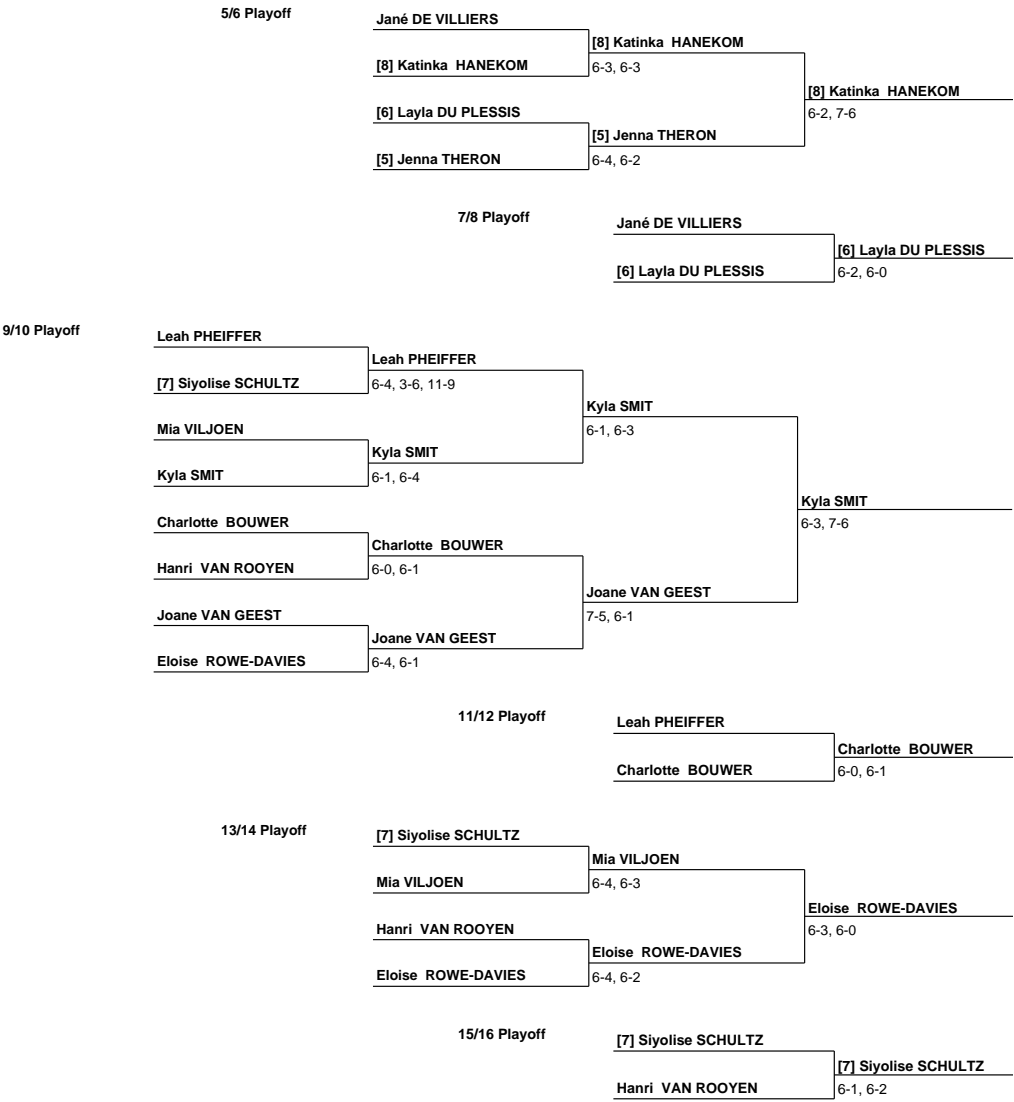 5/6 Playoff
Jané DE VILLIERS
[8] Katinka HANEKOM
[8] Katinka HANEKOM
6-3, 6-3
[8] Katinka HANEKOM
[6] Layla DU PLESSIS
6-2, 7-6
[5] Jenna THERON
[5] Jenna THERON
6-4, 6-2
7/8 Playoff
Jané DE VILLIERS
[6] Layla DU PLESSIS
[6] Layla DU PLESSIS
6-2, 6-0
9/10 Playoff
Leah PHEIFFER
Leah PHEIFFER
[7] Siyolise SCHULTZ
6-4, 3-6, 11-9
Kyla SMIT
Mia VILJOEN
6-1, 6-3
Kyla SMIT
Kyla SMIT
6-1, 6-4
Kyla SMIT
Charlotte BOUWER
6-3, 7-6
Charlotte BOUWER
Hanri VAN ROOYEN
6-0, 6-1
Joane VAN GEEST
Joane VAN GEEST
7-5, 6-1
Joane VAN GEEST
Eloise ROWE-DAVIES
6-4, 6-1
11/12 Playoff
Leah PHEIFFER
Charlotte BOUWER
Charlotte BOUWER
6-0, 6-1
13/14 Playoff
[7] Siyolise SCHULTZ
Mia VILJOEN
Mia VILJOEN
6-4, 6-3
Eloise ROWE-DAVIES
Hanri VAN ROOYEN
6-3, 6-0
Eloise ROWE-DAVIES
Eloise ROWE-DAVIES
6-4, 6-2
15/16 Playoff
[7] Siyolise SCHULTZ
[7] Siyolise SCHULTZ
Hanri VAN ROOYEN
6-1, 6-2